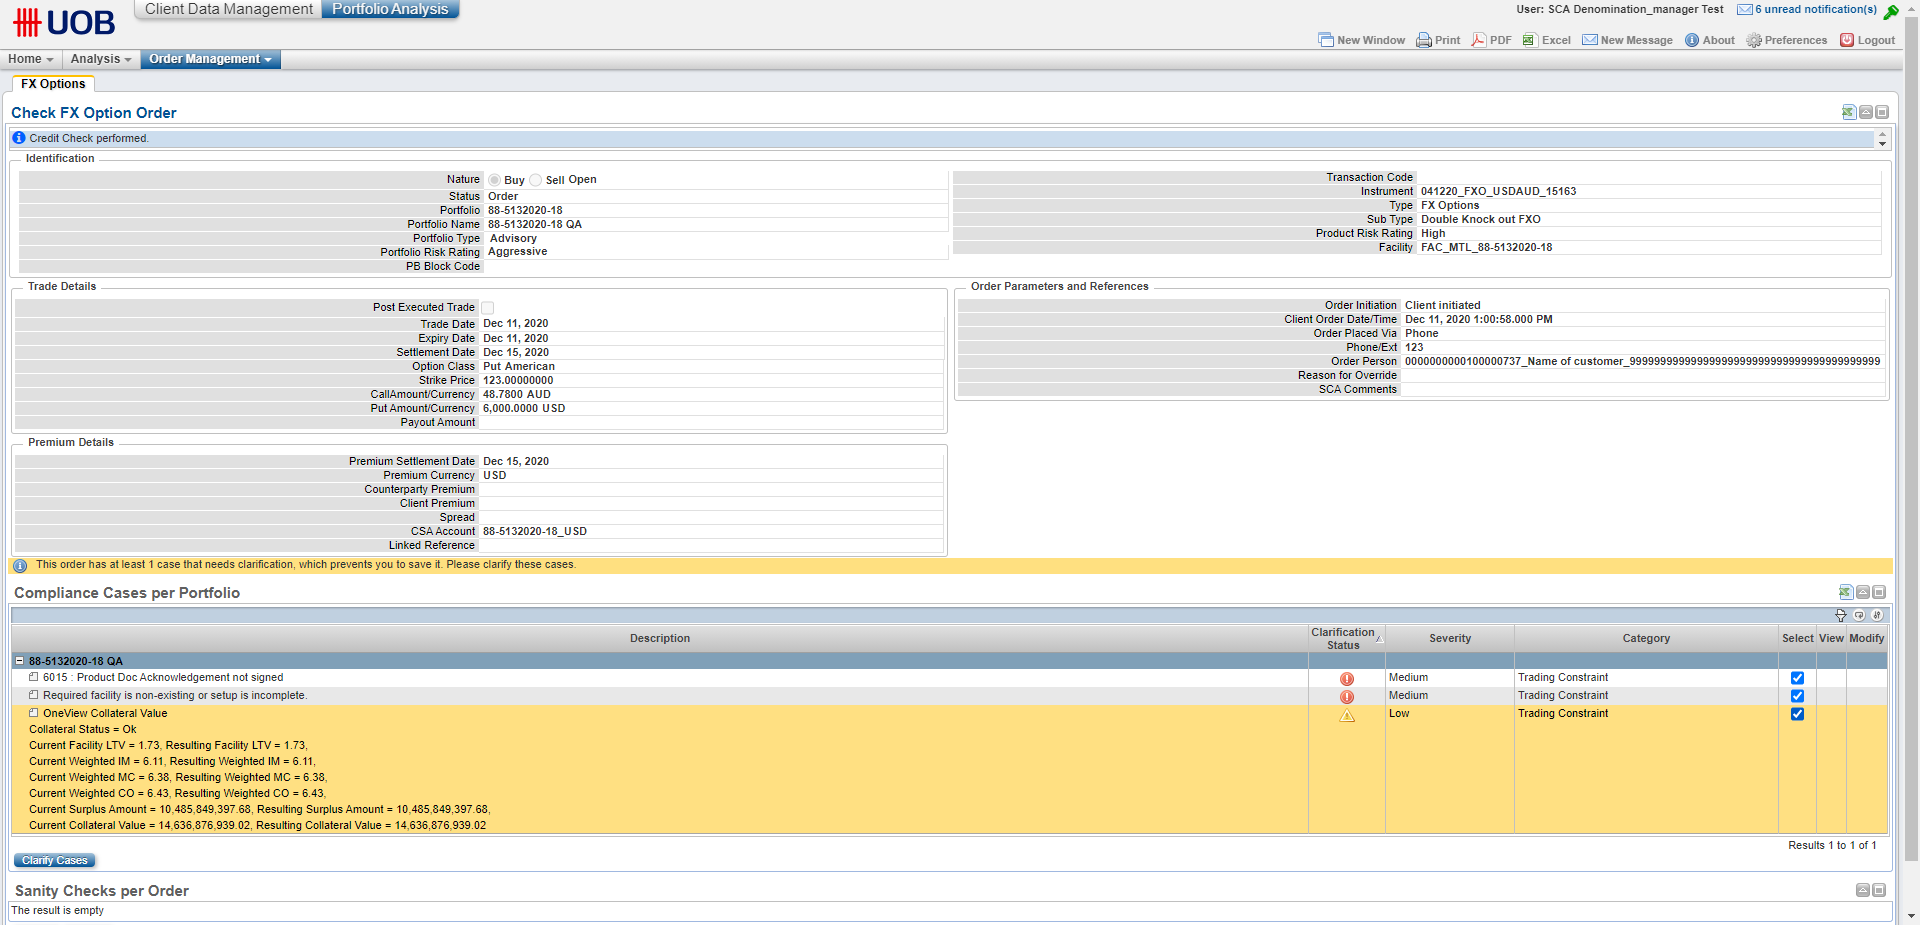 UOB
Client Data Management
Portfolio Analysis
User: SCA Denomination_manager Test
6 unread notification(s)
New Window
Print
PDF
Excel
New Message
About
Preferences
Logout
Home
Analysis
Order Management
FX Options
Check FX Option Order
Credit Check performed.
Identification
Nature Buy Sell Open
Status Order
Portfolio 88-5132020-18
Portfolio Name 88-5132020-18 QA
Portfolio Type Advisory
Portfolio Risk Rating Aggressive
PB Block Code
Transaction Code
Instrument 041220_FXO_USDAUD_15163
Type FX Options
Sub Type Double Knock out FXO
Product Risk Rating High
Facility FAC_MTL_88-5132020-18
Trade Details
Post Executed Trade
Trade Date Dec 11, 2020
Expiry Date Dec 11, 2020
Settlement Date Dec 15, 2020
Option Class Put American
Strike Price 123.00000000
CallAmount/Currency 48.7800 AUD
Put Amount/Currency 6,000.0000 USD
Payout Amount
Order Parameters and References
Order Initiation Client initiated
Client Order Date/Time Dec 11, 2020 1:00:58.000 PM
Order Placed Via Phone
Phone/Ext 123
Reason for Override
SCA Comments
Premium Details
Premium Settlement Date Dec 15, 2020
Premium Currency USD
Counterparty Premium
Client Premium
Spread
CSA Account 88-5132020-18_USD
Linked Reference
This order has at least 1 case that needs clarification, which prevents you to save it. Please clarify these cases.
Compliance Cases per Portfolio
Description
Clarification Status
Severity
Category
Select
View
Modify
88-5132020-18 QA
6015 : Product Doc Acknowledgement not signed Medium Trading Constraint
Required facility is non-existing or setup is incomplete. Medium Trading Constraint
OneView Collateral Value Low Trading Constraint
Collateral Status = Ok
Current Facility LTV = 1.73, Resulting Facility LTV = 1.73,
Current Weighted IM = 6.11, Resulting Weighted IM = 6.11,
Current Weighted MC = 6.38, Resulting Weighted MC = 6.38,
Current Weighted CO = 6.43, Resulting Weighted CO = 6.43,
Current Surplus Amount = 10,485,849,397.68, Resulting Surplus Amount = 10,485,849,397.68,
Current Collateral Value = 14,636,876,939.02, Resulting Collateral Value = 14,636,876,939.02
Results 1 to 1 of 1
Clarify Cases
Sanity Checks per Order
The result is empty